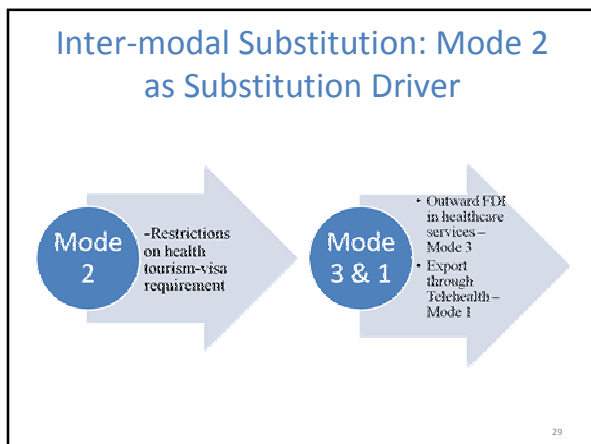 Inter-modal Substitution: Mode 2
as Substitution Driver
Mode
2
-Restrictions
on health
tourism-visa
requirement
Mode
3 & 1
• Outward FDI
in healthcare
services –
Mode 3
• Export
through
Telehealth –
Mode 1
29